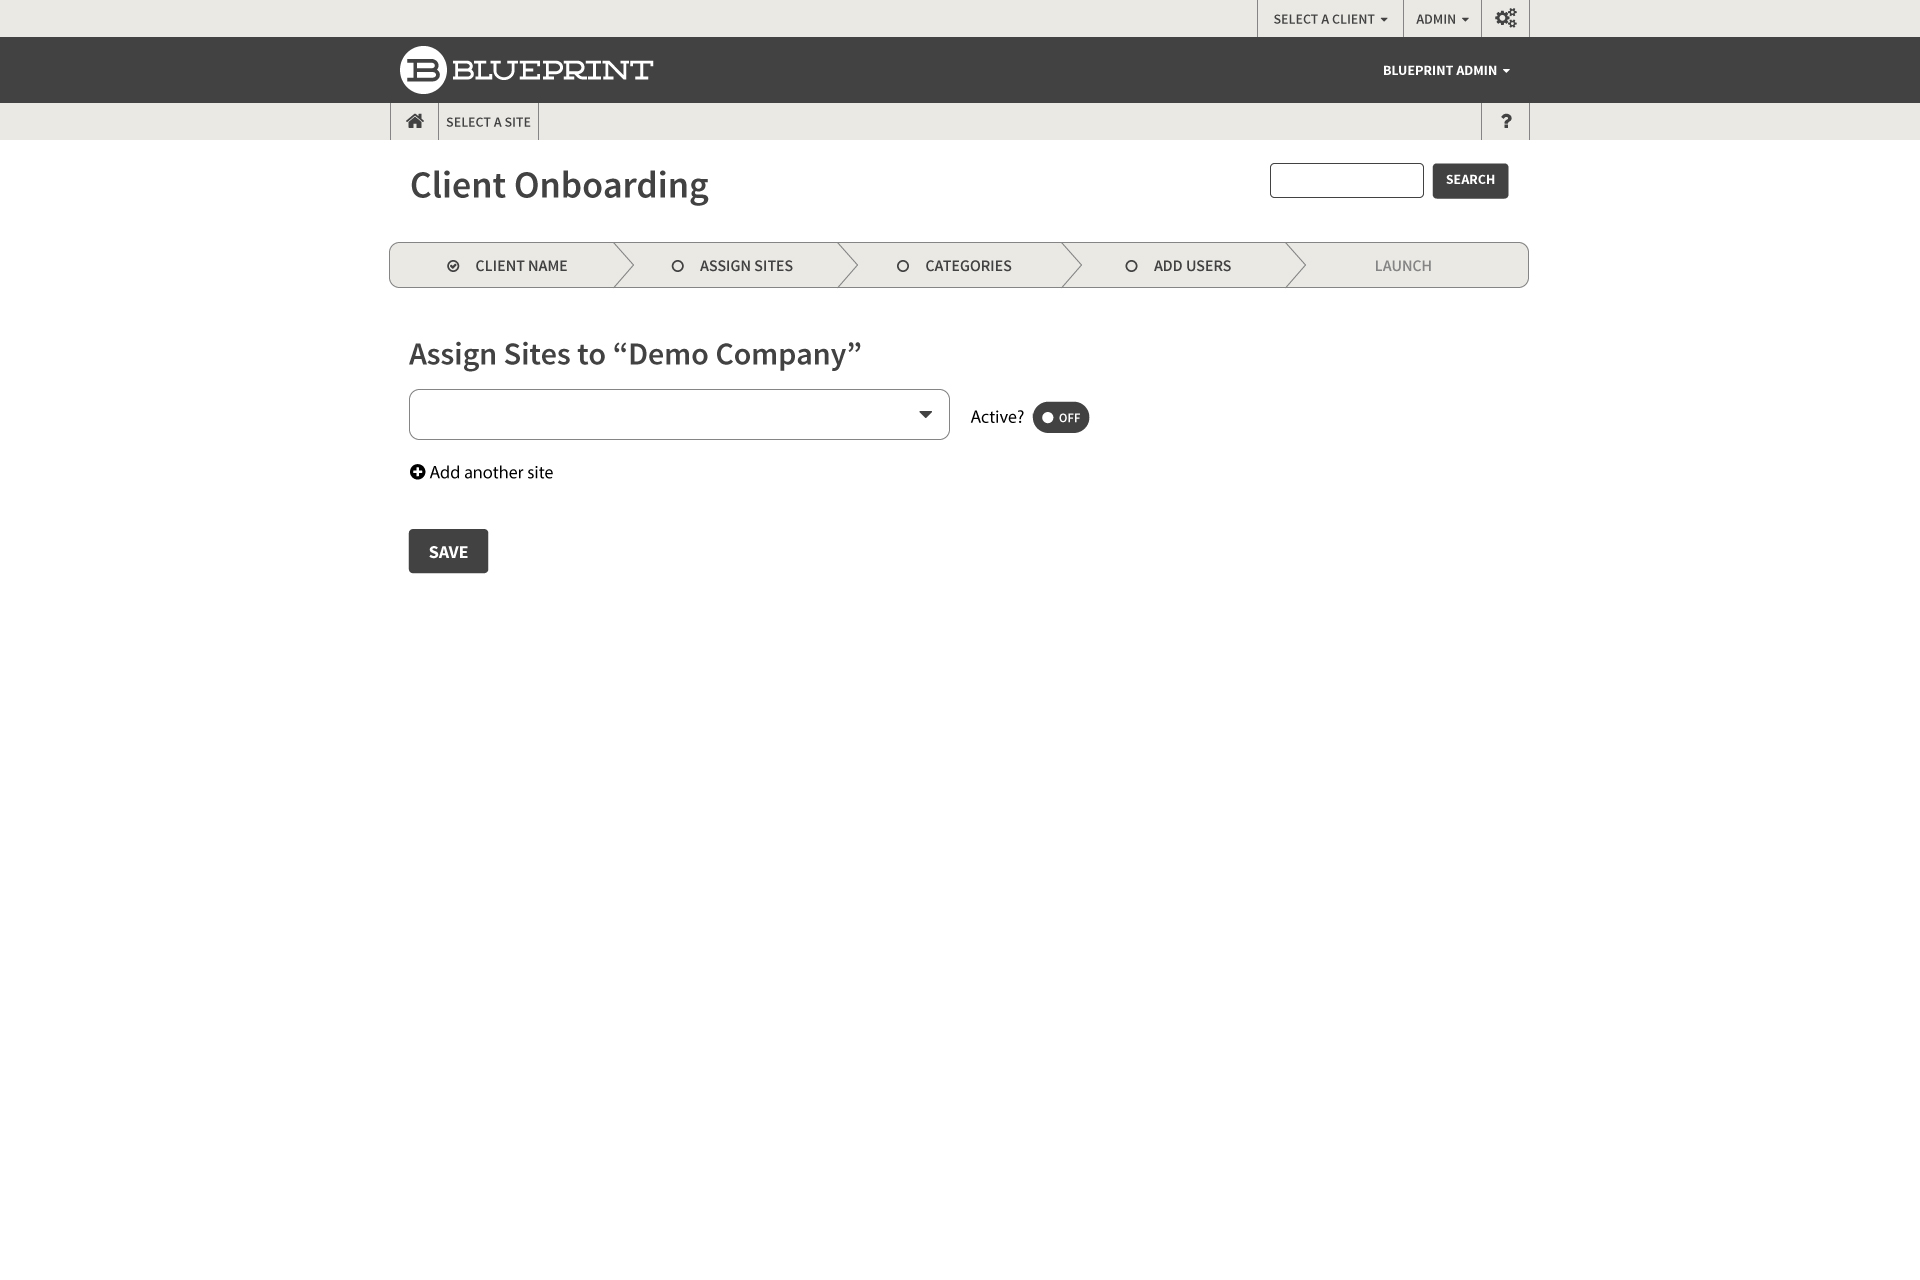 SELECT A CLIENT
ADMIN
B BLUEPRINT
BLUEPRINT ADMIN
SELECT A SITE
?
Client Onboarding
SEARCH
CLIENT NAME
ASSIGN SITES
CATEGORIES
ADD USERS
LAUNCH
Assign Sites to “Demo Company”
Active?
OFF
Add another site
SAVE